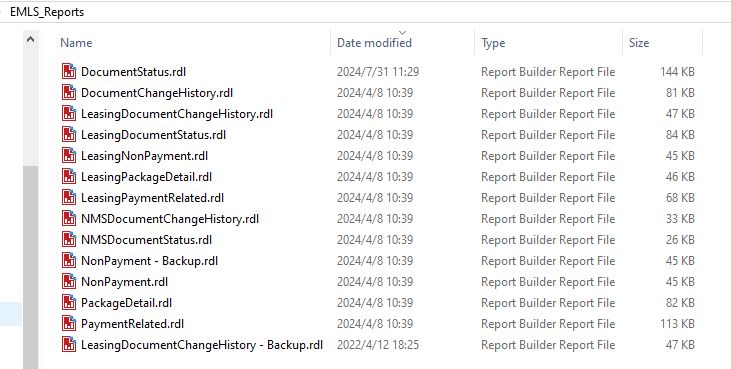 EMLS_Reports
Name Date modified Type Size
DocumentStatus.rdl 2024/7/31 11:29 Report Builder Report File 144 KB
DocumentChangeHistory.rdl 2024/4/8 10:39 Report Builder Report File 81 KB
LeasingDocumentChangeHistory.rdl 2024/4/8 10:39 Report Builder Report File 47 KB
LeasingDocumentStatus.rdl 2024/4/8 10:39 Report Builder Report File 84 KB
LeasingNonPayment.rdl 2024/4/8 10:39 Report Builder Report File 45 KB
LeasingPackageDetail.rdl 2024/4/8 10:39 Report Builder Report File 46 KB
LeasingPaymentRelated.rdl 2024/4/8 10:39 Report Builder Report File 68 KB
NMSDocumentChangeHistory.rdl 2024/4/8 10:39 Report Builder Report File 33 KB
NMSDocumentStatus.rdl 2024/4/8 10:39 Report Builder Report File 26 KB
NonPayment - Backup.rdl 2024/4/8 10:39 Report Builder Report File 45 KB
NonPayment.rdl 2024/4/8 10:39 Report Builder Report File 45 KB
PackageDetail.rdl 2024/4/8 10:39 Report Builder Report File 82 KB
PaymentRelated.rdl 2024/4/8 10:39 Report Builder Report File 113 KB
LeasingDocumentChangeHistory - Backup.rdl 2022/4/12 18:25 Report Builder Report File 47 KB